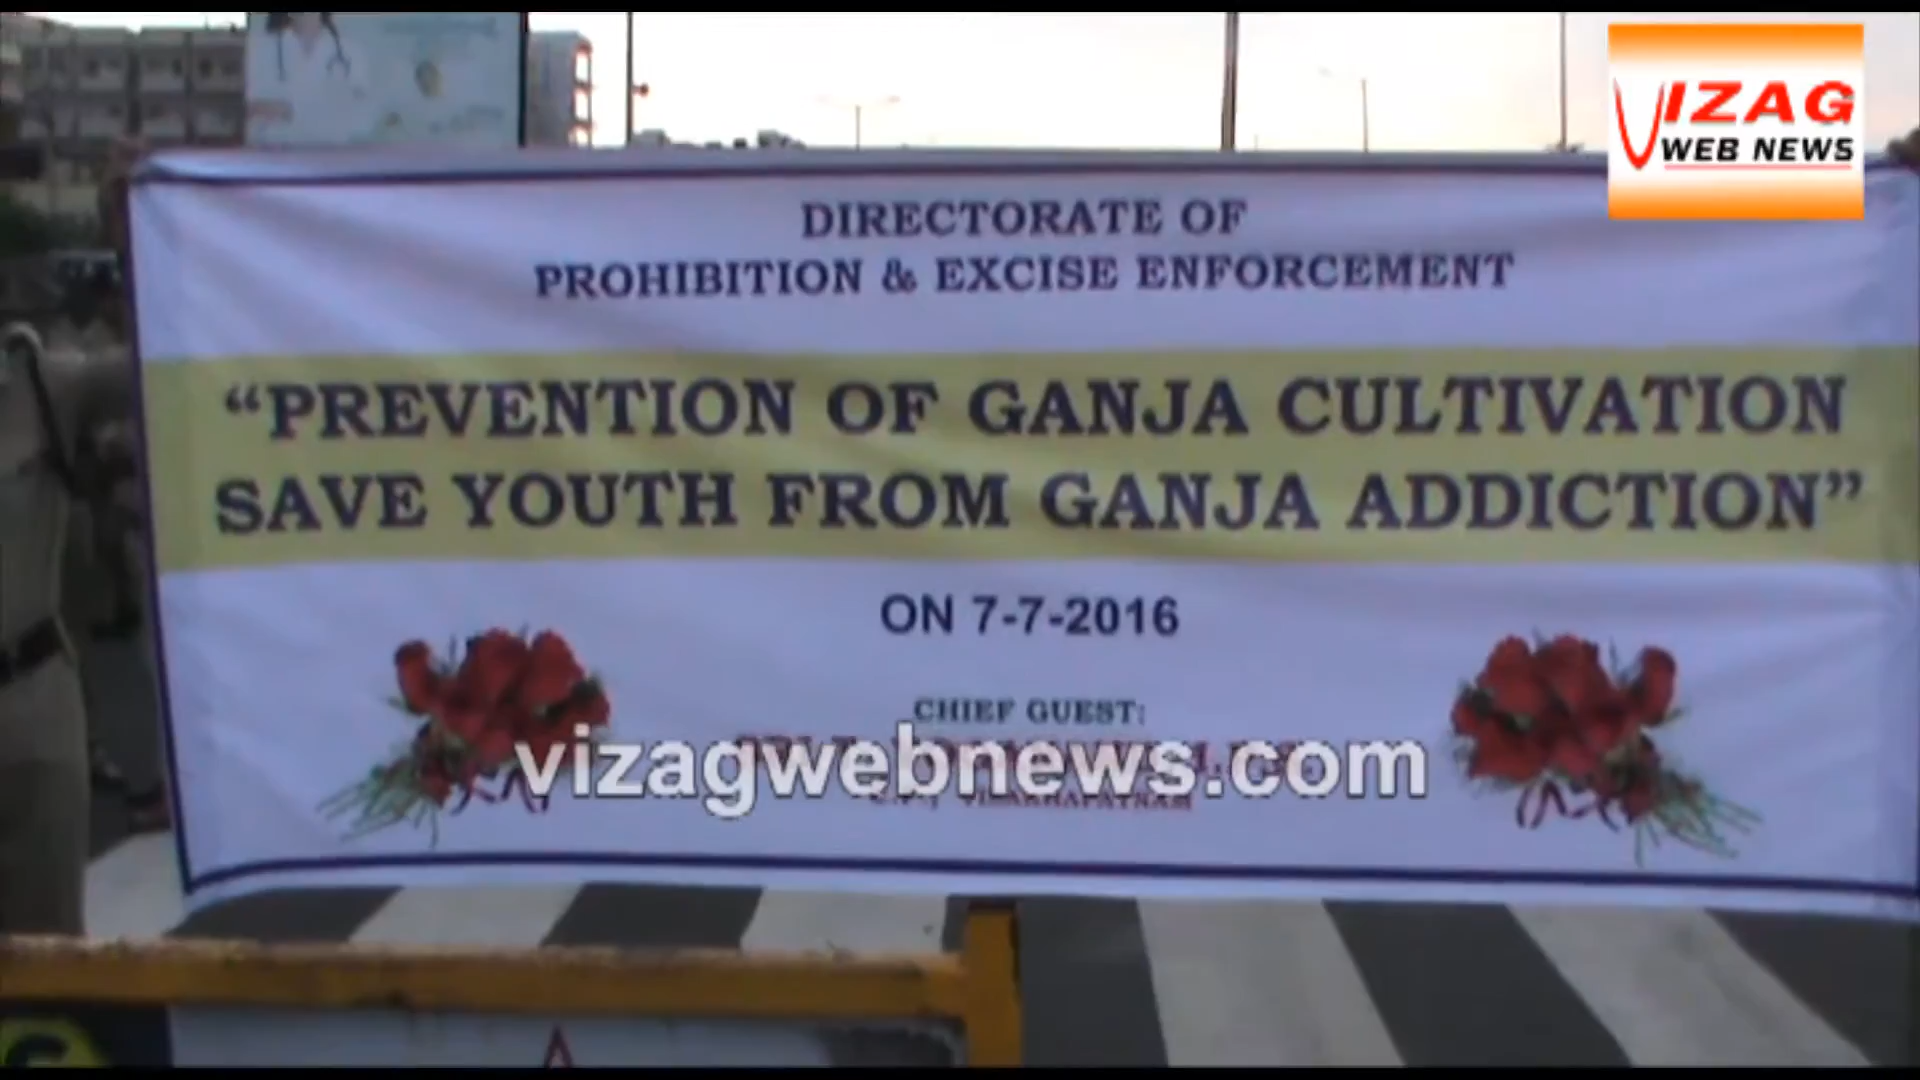 VIZAG
WEB NEWS
DIRECTORATE OF
PROHIBITION & EXCISE ENFORCEMENT
“PREVENTION OF GANJA CULTIVATION
SAVE YOUTH FROM GANJA ADDICTION”
ON 7-7-2016
CHIEF GUEST:
vizagwebnews.com
VISAKHAPATNAM